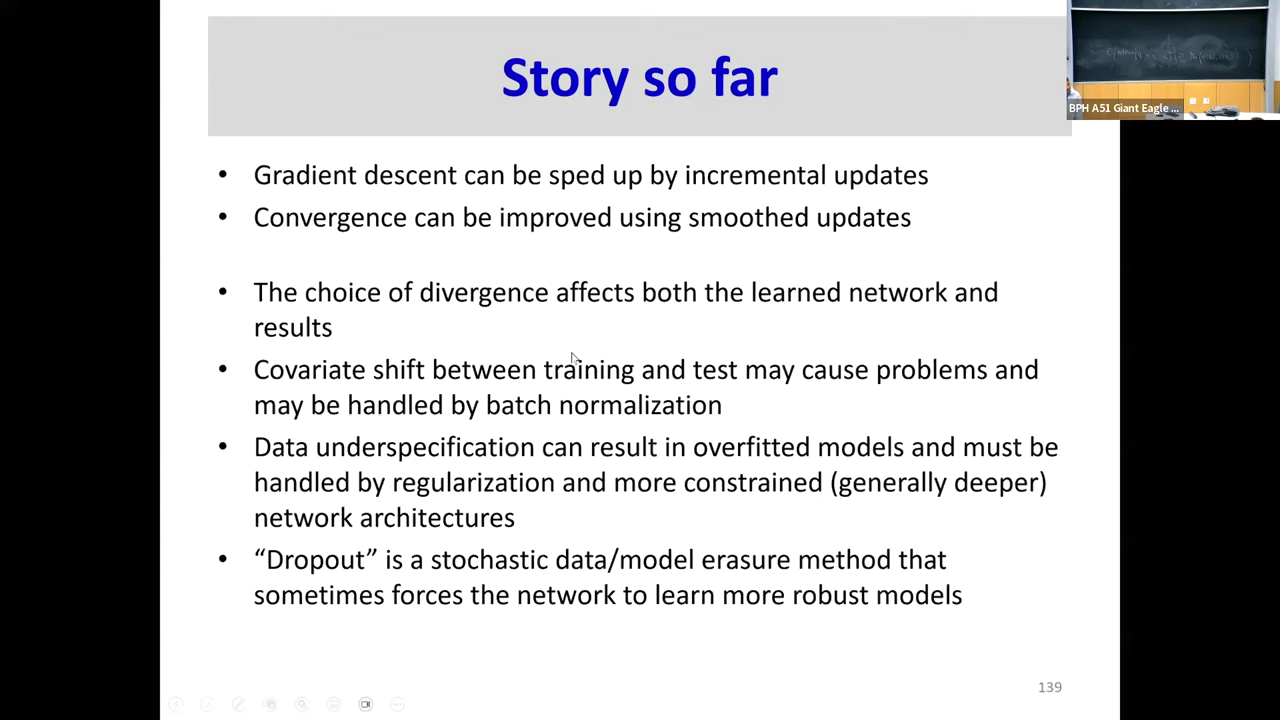 Story so far
• Gradient descent can be sped up by incremental updates
• Convergence can be improved using smoothed updates
• The choice of divergence affects both the learned network and
results
• Covariate shift between training and test may cause problems and
may be handled by batch normalization
• Data underspecification can result in overfitted models and must be
handled by regularization and more constrained (generally deeper)
network architectures
• “Dropout” is a stochastic data/model erasure method that
sometimes forces the network to learn more robust models
139
BPH A51 Giant Eagle ...